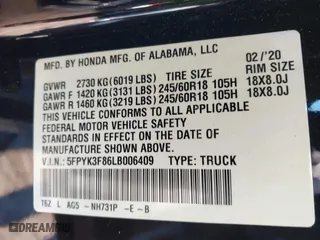 MFD. BY HONDA MFG. OF ALABAMA, LLC
02/'20
GVWR 2730 KG (6019 LBS) TIRE SIZE RIM SIZE
GAWR F 1420 KG (3131 LBS) 245/60R18 105H 18X8.0J
GAWR R 1460 KG (3219 LBS) 245/60R18 105H 18X8.0J
THIS VEHICLE CONFORMS TO ALL APPLICABLE
FEDERAL MOTOR VEHICLE SAFETY
STANDARDS IN EFFECT ON THE DATE OF
MANUFACTURE SHOWN ABOVE.
V.I.N: 5FPYK3F86LB006409 TYPE: TRUCK
T6Z L AG5 -NH731P -E -B